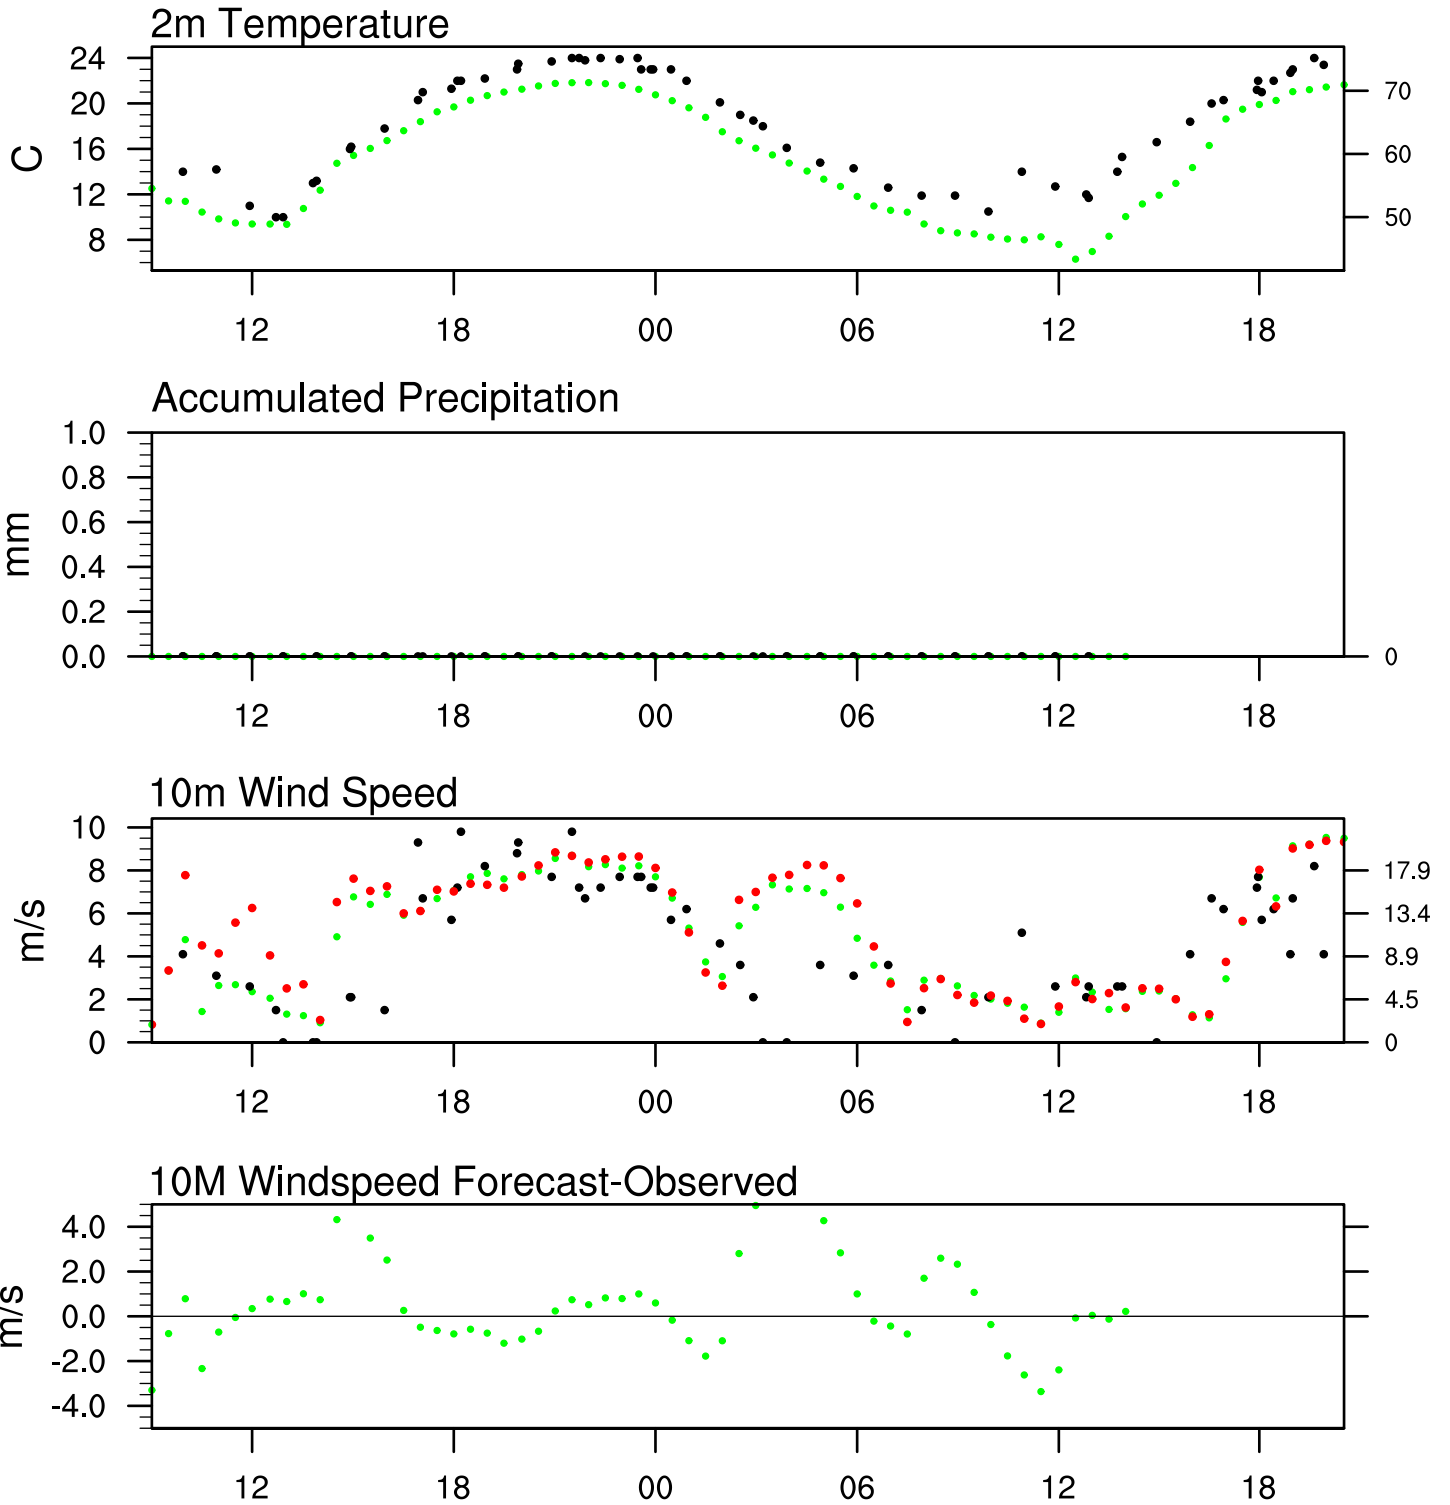 2m Temperature
24
20
16
12
8
C
70
60
50
12 18 00 06 12 18
Accumulated Precipitation
1.0
0.8
0.6
0.4
0.2
0.0
mm
0
12 18 00 06 12 18
10m Wind Speed
10
8
6
4
2
0
m/s
17.9
13.4
8.9
4.5
0
12 18 00 06 12 18
10M Windspeed Forecast-Observed
4.0
2.0
0.0
-2.0
-4.0
m/s
12 18 00 06 12 18